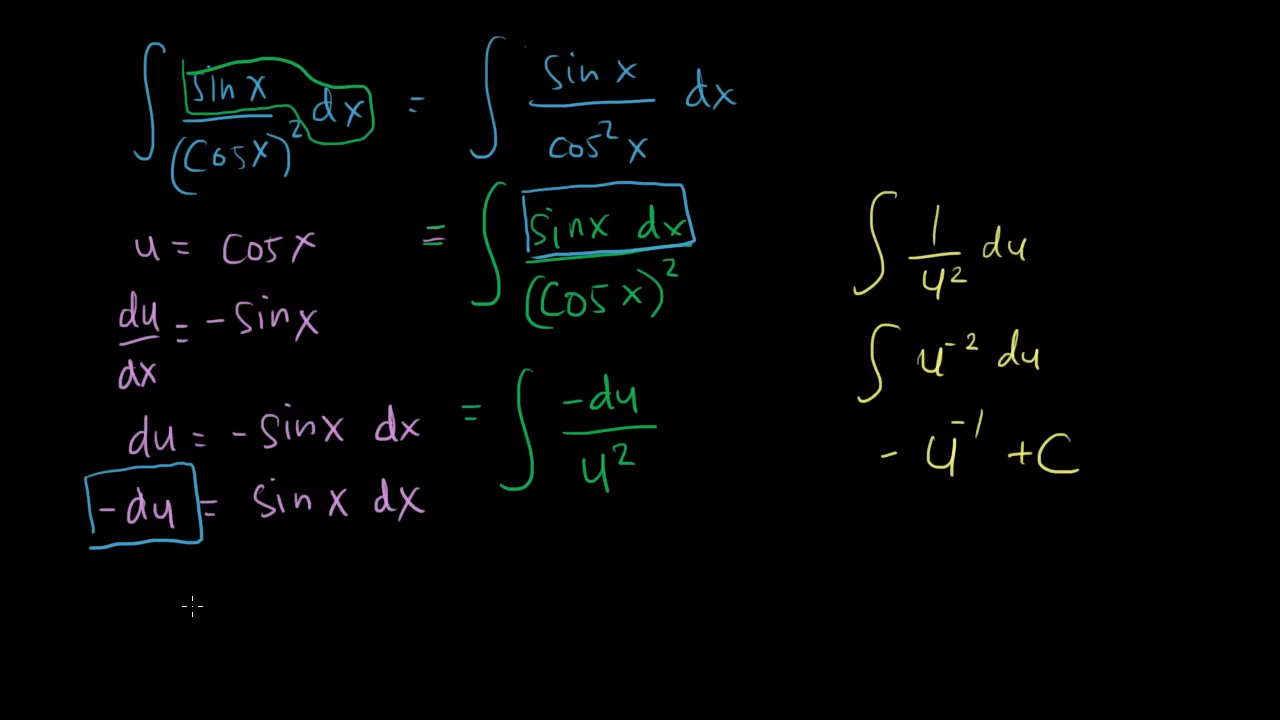 ∫ sin x / (cos x)² dx = ∫ sin x / cos² x dx
u = cos x
= ∫ sin x dx / (cos x)²
du/dx = - sin x
du = - sin x dx
= ∫ -du / u²
-du = sin x dx
∫ 1/u² du
∫ u⁻² du
- u⁻¹ + C